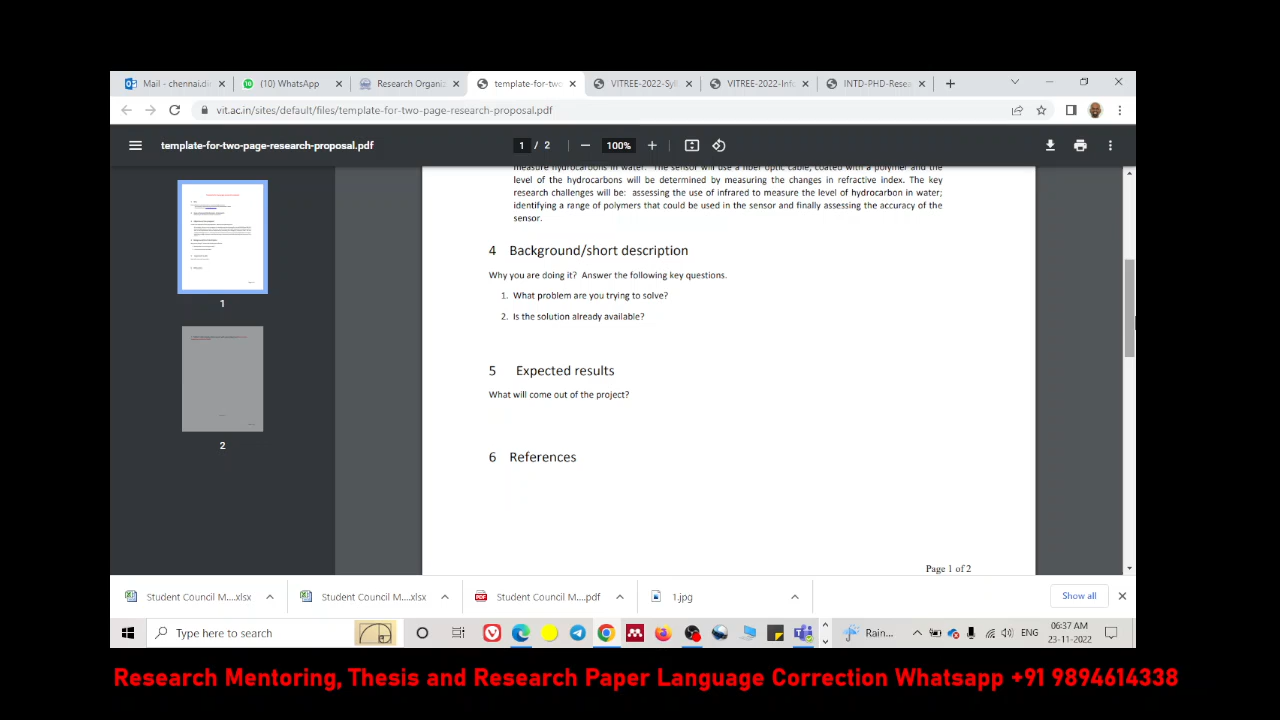 Mail - chennai.di
(10) WhatsApp
Research Organiz
template-for-two
VITREE-2022-Syll
VITREE-2022-Info
INTD-PHD-Resea
vit.ac.in/sites/default/files/template-for-two-page-research-proposal.pdf
template-for-two-page-research-proposal.pdf
1 / 2
100%
measure hydrocarbons in water. The sensor will use a fiber optic cable, coated with a polymer and the
level of the hydrocarbons will be determined by measuring the changes in refractive index. The key
research challenges will be: assessing the use of infrared to measure the level of hydrocarbon in water;
identifying a range of polymers that could be used in the sensor and finally assessing the accuracy of the
sensor.
4 Background/short description
Why you are doing it? Answer the following key questions.
1. What problem are you trying to solve?
2. Is the solution already available?
5 Expected results
What will come out of the project?
6 References
Page 1 of 2
1
2
Student Council M....xlsx
Student Council M....xlsx
Student Council M....pdf
1.jpg
Show all
Type here to search
Rain...
ENG
06:37 AM
23-11-2022
Research Mentoring, Thesis and Research Paper Language Correction Whatsapp +91 9894614338